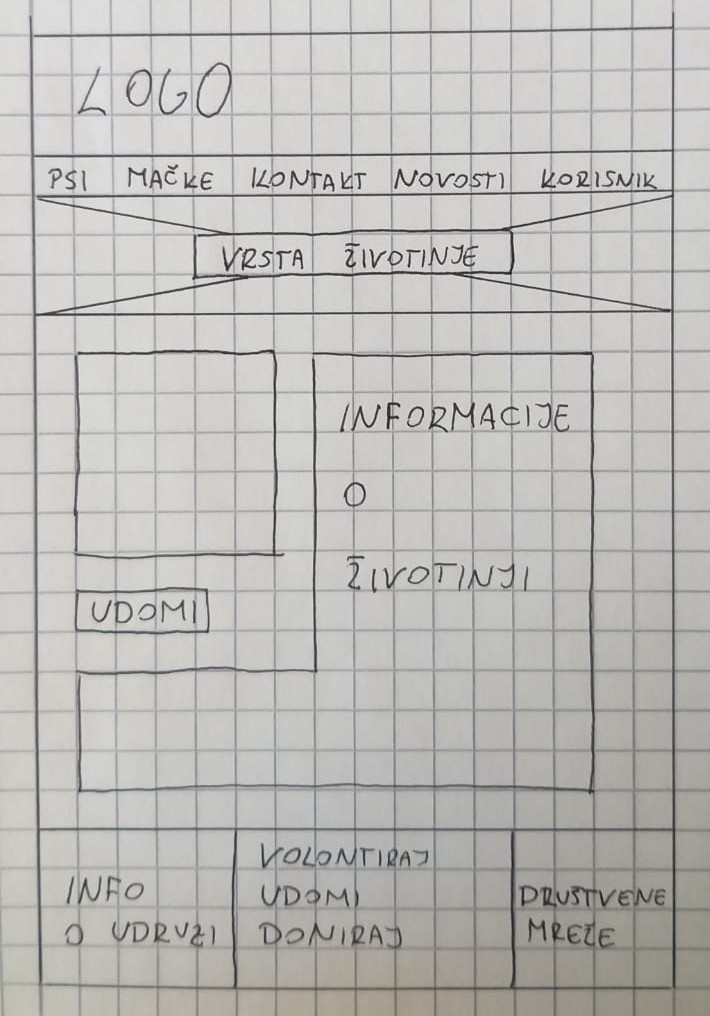 LOGO
PSI MAČKE KONTAKT NOVOSTI KORISNIK
VRSTA ŽIVOTINJE
INFORMACIJE
O
ŽIVOTINJI
UDOMI
INFO
O UDRUZI
VOLONTIRAJ
UDOMI
DONIRAJ
DRUŠTVENE
MREŽE